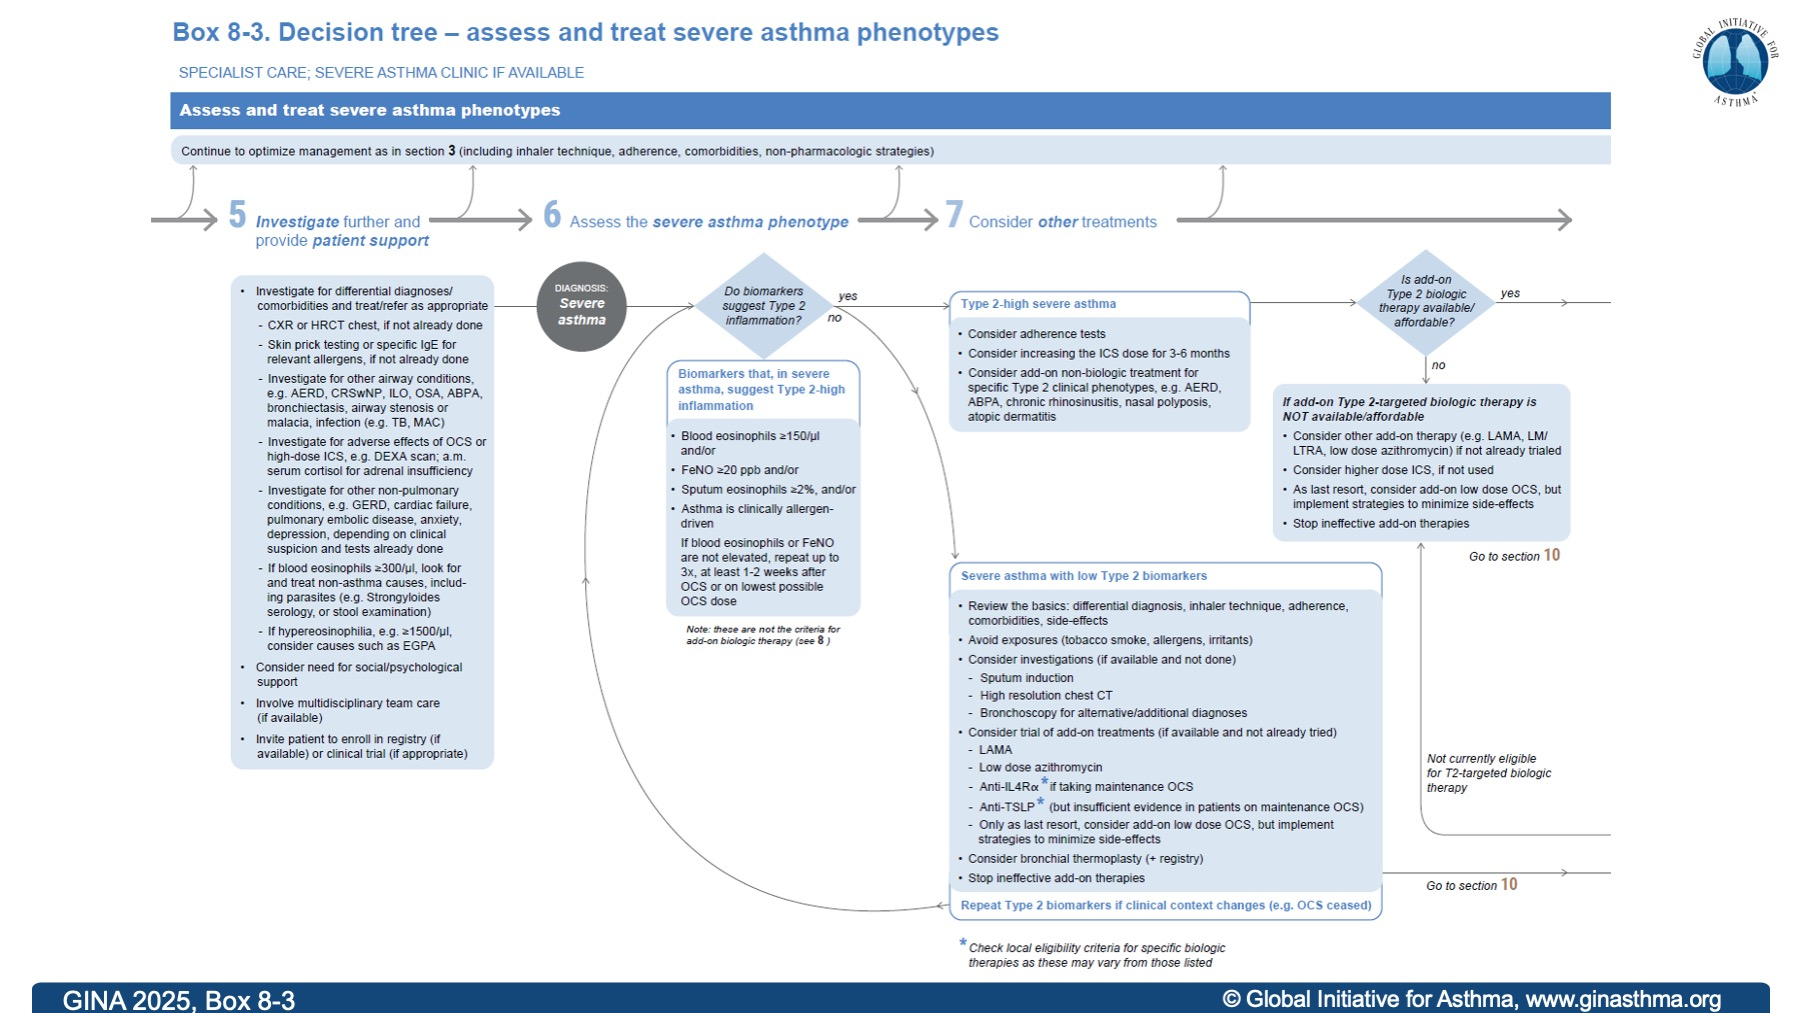 Box 8-3. Decision tree – assess and treat severe asthma phenotypes
GLOBAL INITIATIVE FOR ASTHMA
SPECIALIST CARE; SEVERE ASTHMA CLINIC IF AVAILABLE
Assess and treat severe asthma phenotypes
Continue to optimize management as in section 3 (including inhaler technique, adherence, comorbidities, non-pharmacologic strategies)
5 Investigate further and
provide patient support
• Investigate for differential diagnoses/
comorbidities and treat/refer as appropriate
- CXR or HRCT chest, if not already done
- Skin prick testing or specific IgE for
relevant allergens, if not already done
- Investigate for other airway conditions,
e.g. AERD, CRSwNP, ILO, OSA, ABPA,
bronchiectasis, airway stenosis or
malacia, infection (e.g. TB, MAC)
- Investigate for adverse effects of OCS or
high-dose ICS, e.g. DEXA scan; a.m.
serum cortisol for adrenal insufficiency
- Investigate for other non-pulmonary
conditions, e.g. GERD, cardiac failure,
pulmonary embolic disease, anxiety,
depression, depending on clinical
suspicion and tests already done
- If blood eosinophils ≥300/µl, look for
and treat non-asthma causes, includ-
ing parasites (e.g. Strongyloides
serology, or stool examination)
- If hypereosinophilia, e.g. ≥1500/µl,
consider causes such as EGPA
• Consider need for social/psychological
support
• Involve multidisciplinary team care
(if available)
• Invite patient to enroll in registry (if
available) or clinical trial (if appropriate)
DIAGNOSIS:
Severe
asthma
6 Assess the severe asthma phenotype
Do biomarkers
suggest Type 2
inflammation?
yes
no
Biomarkers that, in severe
asthma, suggest Type 2-high
inflammation
• Blood eosinophils ≥150/µl
and/or
• FeNO ≥20 ppb and/or
• Sputum eosinophils ≥2%, and/or
• Asthma is clinically allergen-
driven
If blood eosinophils or FeNO
are not elevated, repeat up to
3x, at least 1-2 weeks after
OCS or on lowest possible
OCS dose
Note: these are not the criteria for
add-on biologic therapy (see 8 )
7 Consider other treatments
Type 2-high severe asthma
• Consider adherence tests
• Consider increasing the ICS dose for 3-6 months
• Consider add-on non-biologic treatment for
specific Type 2 clinical phenotypes, e.g. AERD,
ABPA, chronic rhinosinusitis, nasal polyposis,
atopic dermatitis
Is add-on
Type 2 biologic
therapy available/
affordable?
yes
no
If add-on Type 2-targeted biologic therapy is
NOT available/affordable
• Consider other add-on therapy (e.g. LAMA, LM/
LTRA, low dose azithromycin) if not already trialed
• Consider higher dose ICS, if not used
• As last resort, consider add-on low dose OCS, but
implement strategies to minimize side-effects
• Stop ineffective add-on therapies
Go to section 10
Severe asthma with low Type 2 biomarkers
• Review the basics: differential diagnosis, inhaler technique, adherence,
comorbidities, side-effects
• Avoid exposures (tobacco smoke, allergens, irritants)
• Consider investigations (if available and not done)
- Sputum induction
- High resolution chest CT
- Bronchoscopy for alternative/additional diagnoses
• Consider trial of add-on treatments (if available and not already tried)
- LAMA
- Low dose azithromycin
- Anti-IL4Rα * if taking maintenance OCS
- Anti-TSLP * (but insufficient evidence in patients on maintenance OCS)
- Only as last resort, consider add-on low dose OCS, but implement
strategies to minimize side-effects
• Consider bronchial thermoplasty (+ registry)
• Stop ineffective add-on therapies
Repeat Type 2 biomarkers if clinical context changes (e.g. OCS ceased)
Not currently eligible
for T2-targeted biologic
therapy
Go to section 10
* Check local eligibility criteria for specific biologic
therapies as these may vary from those listed
GINA 2025, Box 8-3
© Global Initiative for Asthma, www.ginasthma.org